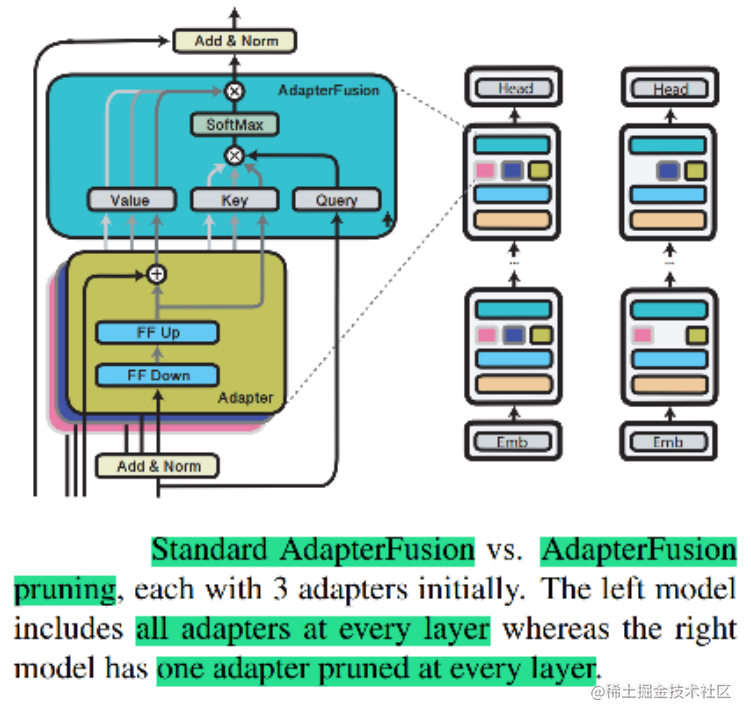 Add & Norm
AdapterFusion
SoftMax
Value
Key
Query
FF Up
FF Down
Adapter
Add & Norm
Head
Emb
Head
Emb
Standard AdapterFusion vs. AdapterFusion
pruning, each with 3 adapters initially. The left model
includes all adapters at every layer whereas the right
model has one adapter pruned at every layer.
@稀土掘金技术社区